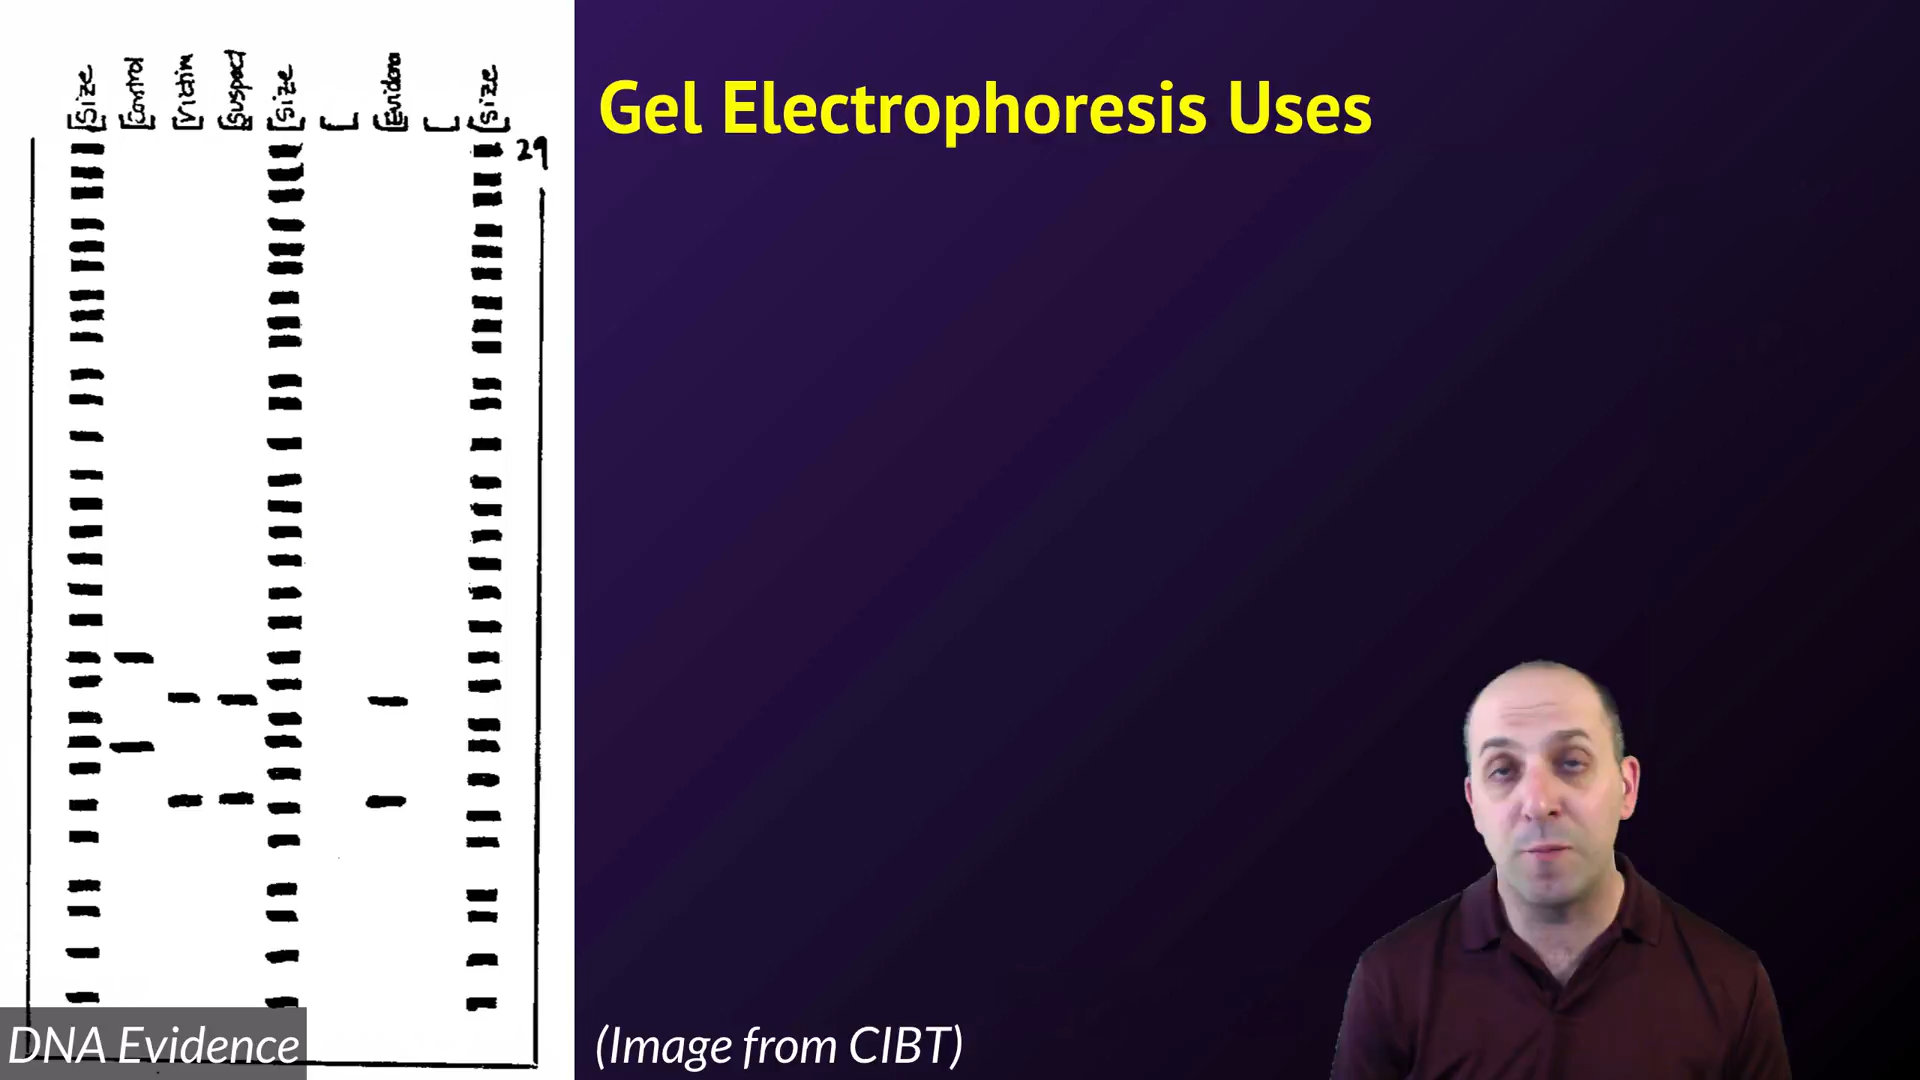 [Size
[Control
[Victim
[Suspect
[Size
[
[Evidence
[
[Size
29
Gel Electrophoresis Uses
DNA Evidence
(Image from CIBT)